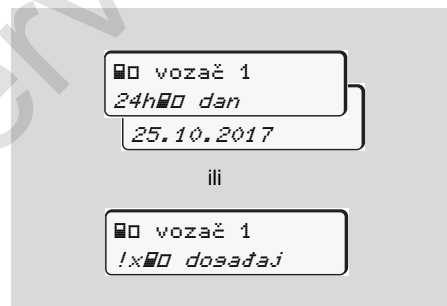 vozač 1
24h dan
25.10.2017
ili
vozač 1
!x događaj